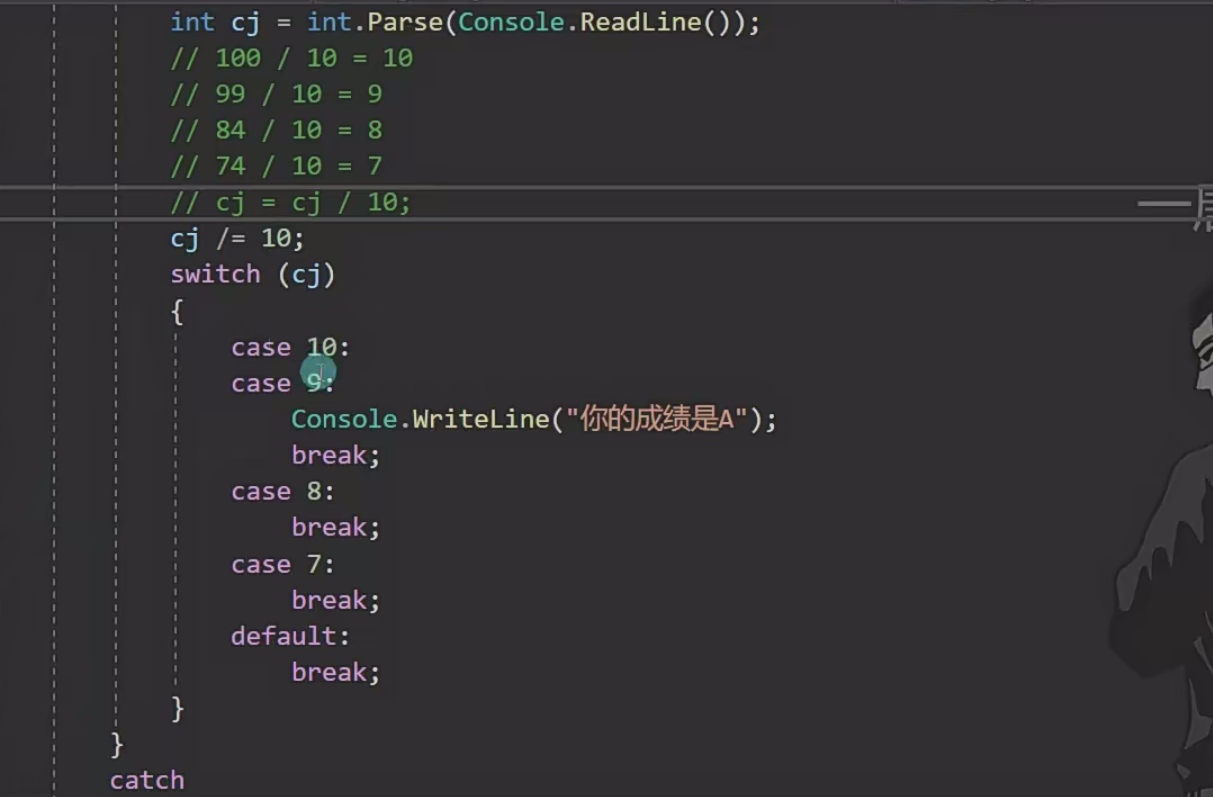 int cj = int.Parse(Console.ReadLine());
// 100 / 10 = 10
// 99 / 10 = 9
// 84 / 10 = 8
// 74 / 10 = 7
// cj = cj / 10;
cj /= 10;
switch (cj)
{
case 10:
case 9:
Console.WriteLine("你的成绩是A");
break;
case 8:
break;
case 7:
break;
default:
break;
}
}
catch